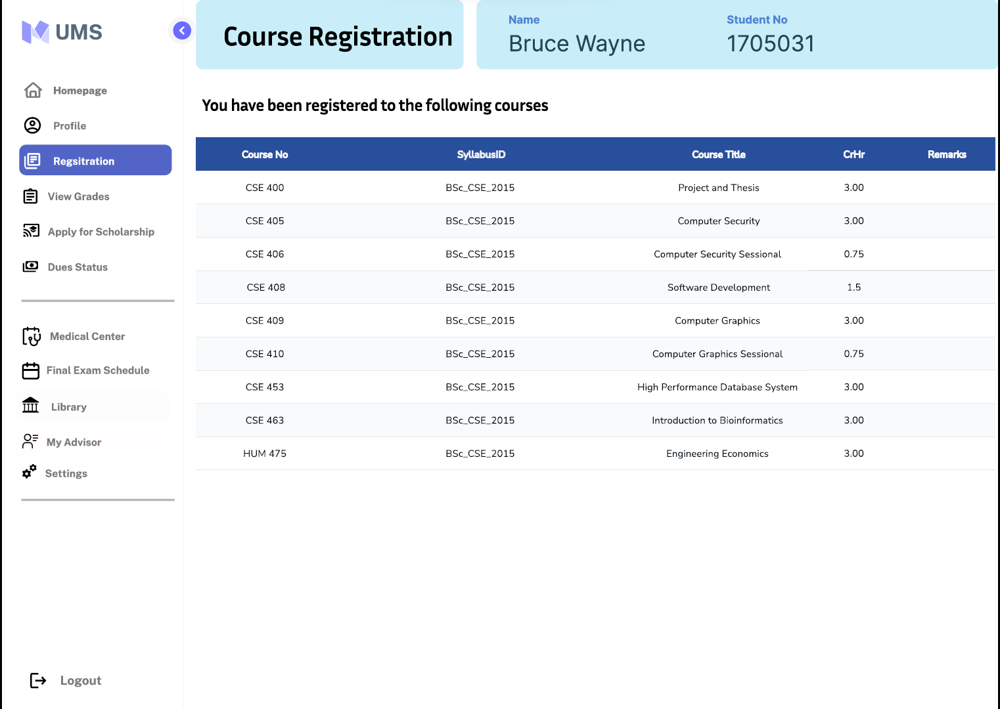 UMS
Homepage
Profile
Regsitration
View Grades
Apply for Scholarship
Dues Status
Medical Center
Final Exam Schedule
Library
My Advisor
Settings
Logout
Course Registration
Name
Bruce Wayne
Student No
1705031
You have been registered to the following courses
Course No SyllabusID Course Title CrHr Remarks
CSE 400 BSc_CSE_2015 Project and Thesis 3.00
CSE 405 BSc_CSE_2015 Computer Security 3.00
CSE 406 BSc_CSE_2015 Computer Security Sessional 0.75
CSE 408 BSc_CSE_2015 Software Development 1.5
CSE 409 BSc_CSE_2015 Computer Graphics 3.00
CSE 410 BSc_CSE_2015 Computer Graphics Sessional 0.75
CSE 453 BSc_CSE_2015 High Performance Database System 3.00
CSE 463 BSc_CSE_2015 Introduction to Bioinformatics 3.00
HUM 475 BSc_CSE_2015 Engineering Economics 3.00